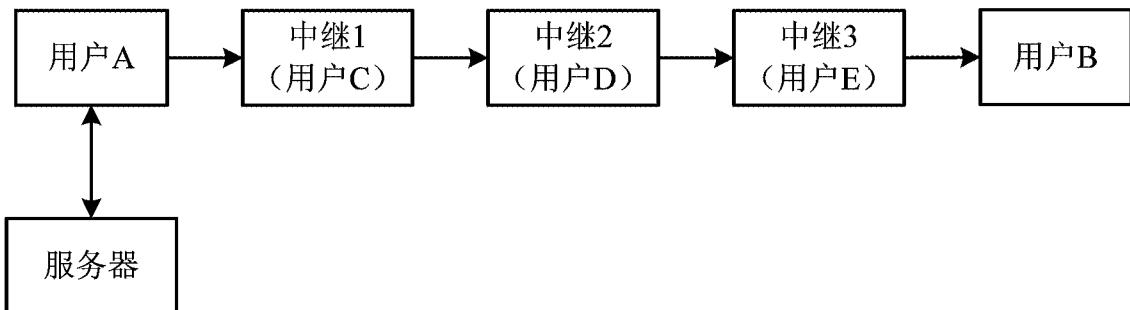 用户A
中继1
（用户C）
中继2
（用户D）
中继3
（用户E）
用户B
服务器